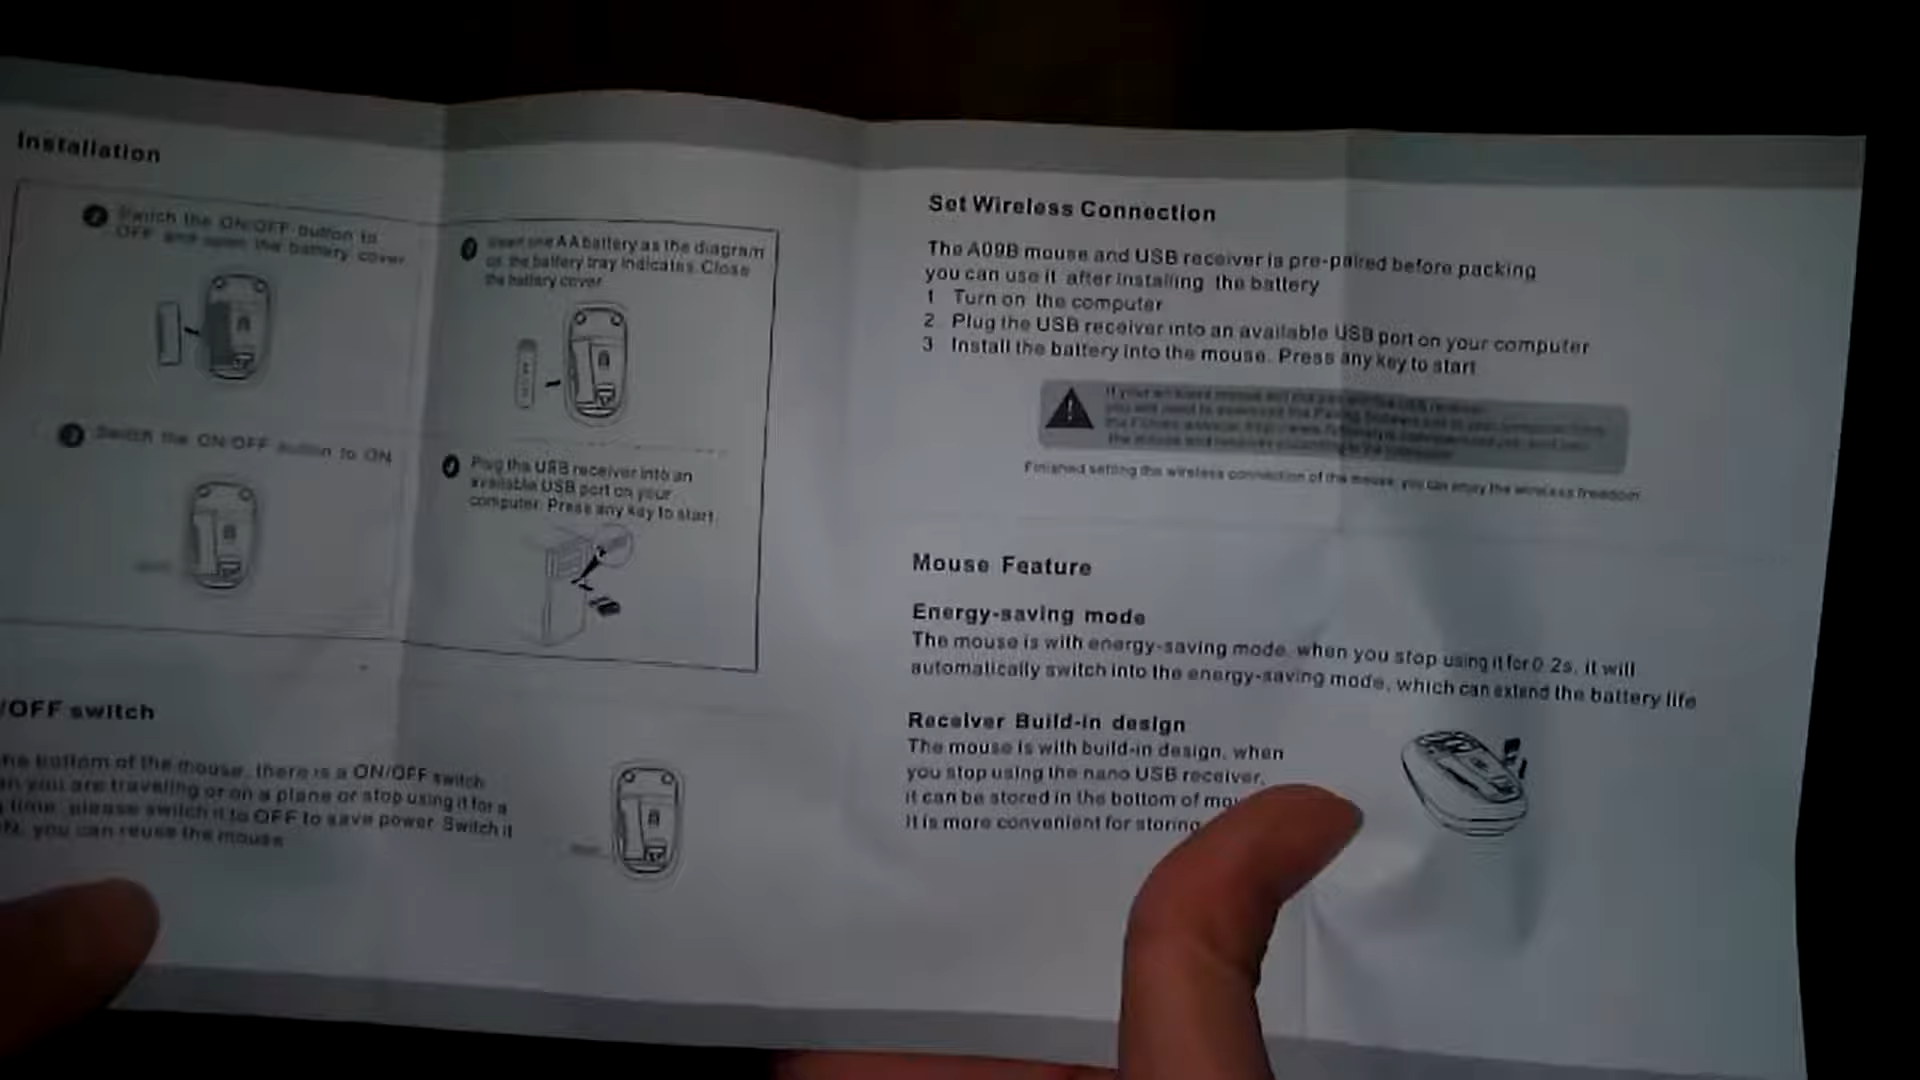 Installation
Switch the ON/OFF button to
OFF and open the battery cover
AA battery as the diagram
on the battery tray indicates. Close
the battery cover
Switch the ON/OFF button to ON
Plug the USB receiver into an
available USB port on your
computer. Press any key to start
/OFF switch
bottom of the mouse, there is a ON/OFF switch
you are traveling or on a plane or stop using it for a
time, please switch it to OFF to save power. Switch it
you can reuse the mouse
Set Wireless Connection
The A09B mouse and USB receiver is pre-paired before packing
you can use it after installing the battery
1 Turn on the computer
2 Plug the USB receiver into an available USB port on your computer
3 Install the battery into the mouse. Press any key to start
Finished setting the wireless connection of the mouse, you can enjoy the wireless freedom
Mouse Feature
Energy-saving mode
The mouse is with energy-saving mode, when you stop using it for 0.2s, it will
automatically switch into the energy-saving mode, which can extend the battery life
Receiver Build-in design
The mouse is with build-in design, when
you stop using the nano USB receiver,
it can be stored in the bottom of
It is more convenient for storing